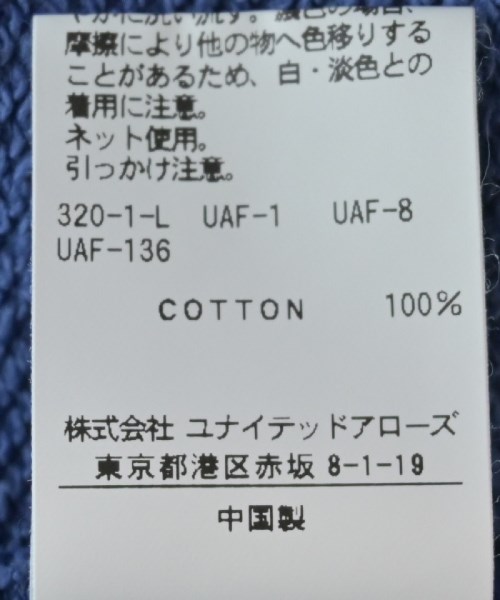 やかに洗い流す。濃色の場合、
摩擦により他の物へ色移りする
ことがあるため、白・淡色との
着用に注意。
ネット使用。
引っかけ注意。
320-1-L UAF-1 UAF-8
UAF-136
COTTON 100%
株式会社 ユナイテッドアローズ
東京都港区赤坂 8-1-19
中国製